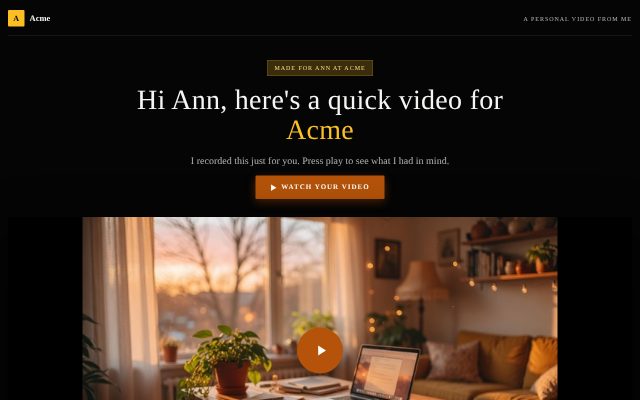 A Acme
A PERSONAL VIDEO FROM ME
MADE FOR ANN AT ACME
Hi Ann, here's a quick video for
Acme
I recorded this just for you. Press play to see what I had in mind.
WATCH YOUR VIDEO